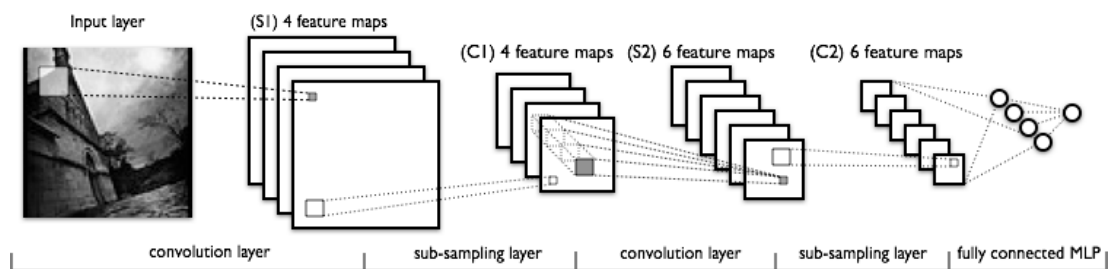 Input layer
(S1) 4 feature maps
(C1) 4 feature maps
(S2) 6 feature maps
(C2) 6 feature maps
convolution layer
sub-sampling layer
convolution layer
sub-sampling layer
fully connected MLP